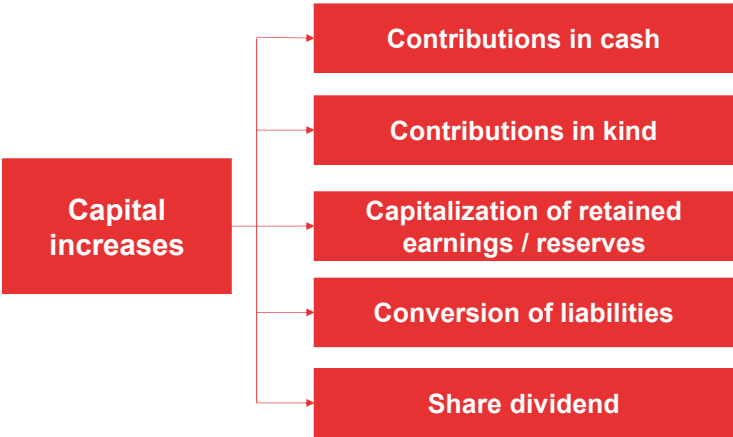 Contributions in cash
Contributions in kind
Capital
increases
Capitalization of retained
earnings / reserves
Conversion of liabilities
Share dividend